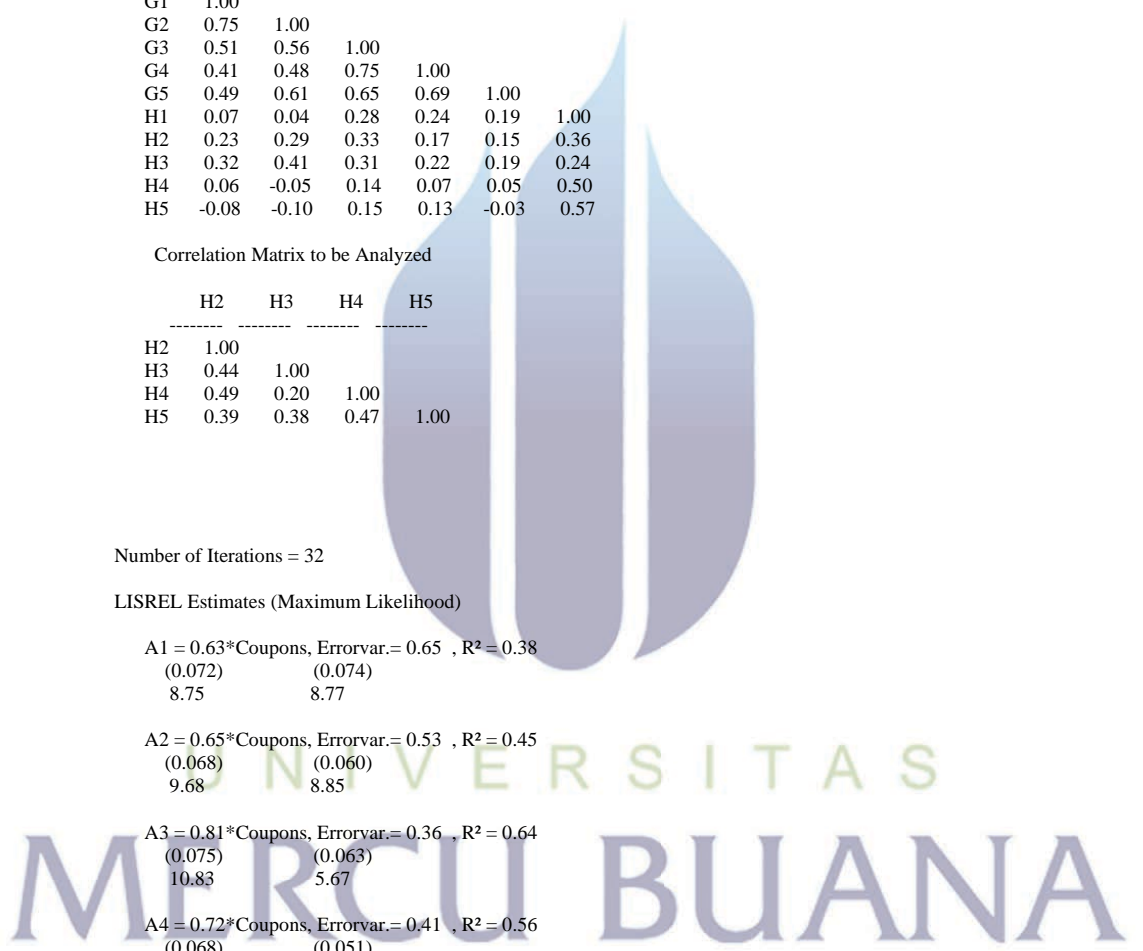 G1 1.00
G2 0.75 1.00
G3 0.51 0.56 1.00
G4 0.41 0.48 0.75 1.00
G5 0.49 0.61 0.65 0.69 1.00
H1 0.07 0.04 0.28 0.24 0.19 1.00
H2 0.23 0.29 0.33 0.17 0.15 0.36
H3 0.32 0.41 0.31 0.22 0.19 0.24
H4 0.06 -0.05 0.14 0.07 0.05 0.50
H5 -0.08 -0.10 0.15 0.13 -0.03 0.57
Correlation Matrix to be Analyzed
H2 H3 H4 H5
-------- -------- -------- --------
H2 1.00
H3 0.44 1.00
H4 0.49 0.20 1.00
H5 0.39 0.38 0.47 1.00
Number of Iterations = 32
LISREL Estimates (Maximum Likelihood)
A1 = 0.63*Coupons, Errorvar.= 0.65 , R² = 0.38
(0.072) (0.074)
8.75 8.77
A2 = 0.65*Coupons, Errorvar.= 0.53 , R² = 0.45
(0.068) (0.060)
9.68 8.85
UNIVERSITAS
A3 = 0.81*Coupons, Errorvar.= 0.36 , R² = 0.64
(0.075) (0.063)
10.83 5.67
MERCU BUANA
A4 = 0.72*Coupons, Errorvar.= 0.41 , R² = 0.56
(0.068) (0.051)